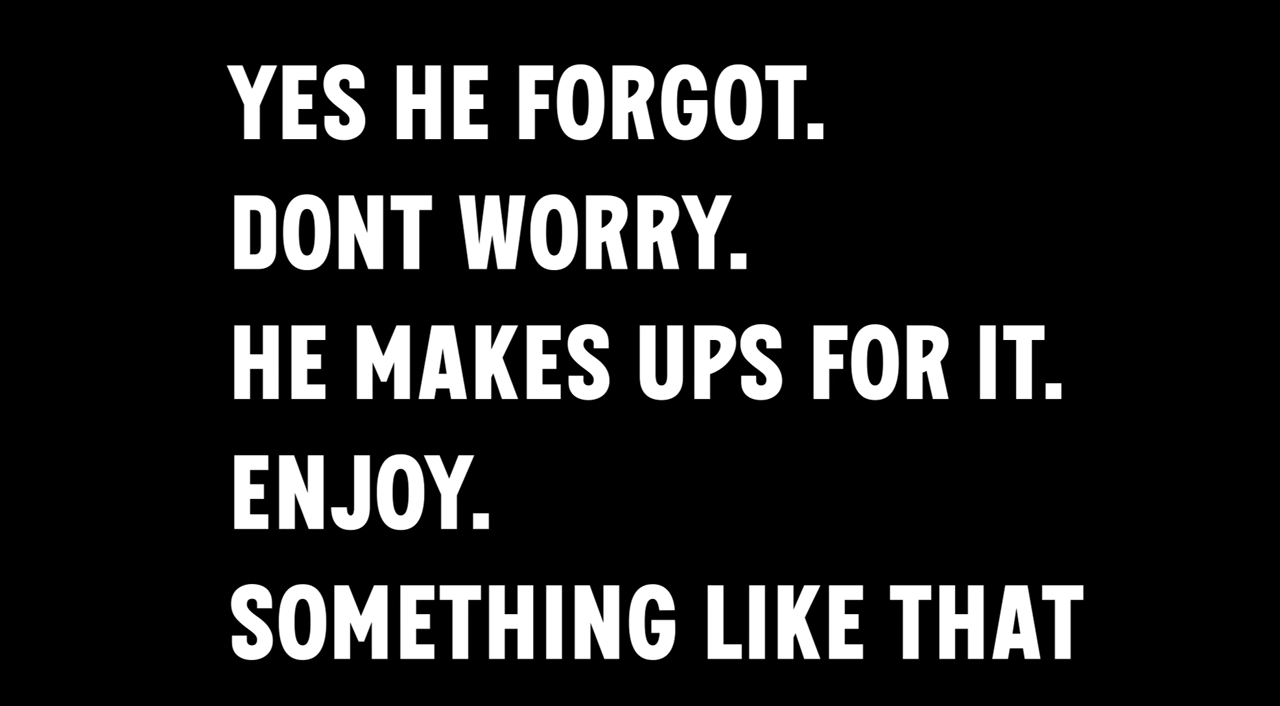 YES HE FORGOT.
DONT WORRY.
HE MAKES UPS FOR IT.
ENJOY.
SOMETHING LIKE THAT